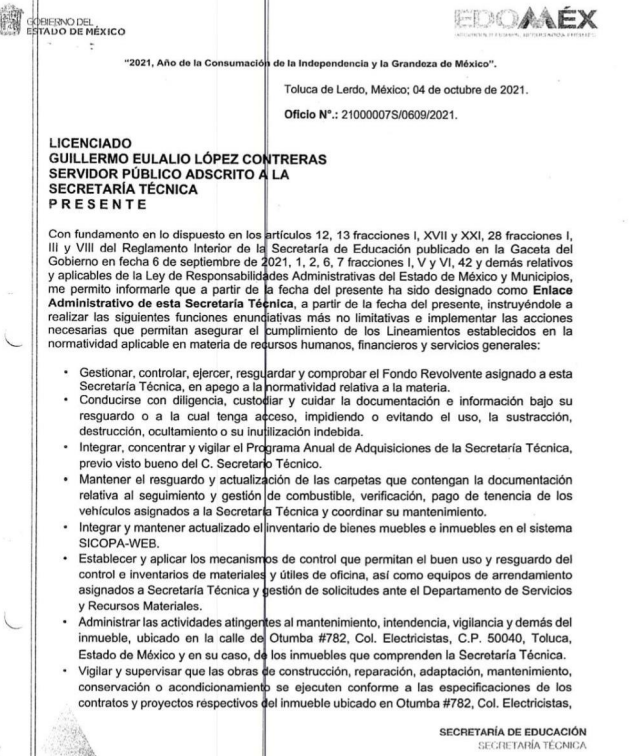 GOBIERNO DEL
ESTADO DE MÉXICO
EDOMÉX
"2021, Año de la Consumación de la Independencia y la Grandeza de México".
Toluca de Lerdo, México; 04 de octubre de 2021.
Oficio N°.: 21000007S/0609/2021.
LICENCIADO
GUILLERMO EULALIO LÓPEZ CONTRERAS
SERVIDOR PÚBLICO ADSCRITO A LA
SECRETARÍA TÉCNICA
P R E S E N T E
Con fundamento en lo dispuesto en los artículos 12, 13 fracciones I, XVII y XXI, 28 fracciones I,
III y VIII del Reglamento Interior de la Secretaría de Educación publicado en la Gaceta del
Gobierno en fecha 6 de septiembre de 2021, 1, 2, 6, 7 fracciones I, V y VI, 42 y demás relativos
y aplicables de la Ley de Responsabilidades Administrativas del Estado de México y Municipios,
me permito informarle que a partir de la fecha del presente ha sido designado como Enlace
Administrativo de esta Secretaría Técnica, a partir de la fecha del presente, instruyéndole a
realizar las siguientes funciones enunciativas más no limitativas e implementar las acciones
necesarias que permitan asegurar el cumplimiento de los Lineamientos establecidos en la
normatividad aplicable en materia de recursos humanos, financieros y servicios generales:
• Gestionar, controlar, ejercer, resguardar y comprobar el Fondo Revolvente asignado a esta
Secretaría Técnica, en apego a la normatividad relativa a la materia.
• Conducirse con diligencia, custodiar y cuidar la documentación e información bajo su
resguardo o a la cual tenga acceso, impidiendo o evitando el uso, la sustracción,
destrucción, ocultamiento o su inutilización indebida.
• Integrar, concentrar y vigilar el Programa Anual de Adquisiciones de la Secretaría Técnica,
previo visto bueno del C. Secretario Técnico.
• Mantener el resguardo y actualización de las carpetas que contengan la documentación
relativa al seguimiento y gestión de combustible, verificación, pago de tenencia de los
vehículos asignados a la Secretaría Técnica y coordinar su mantenimiento.
• Integrar y mantener actualizado el inventario de bienes muebles e inmuebles en el sistema
SICOPA-WEB.
• Establecer y aplicar los mecanismos de control que permitan el buen uso y resguardo del
control e inventarios de materiales y útiles de oficina, así como equipos de arrendamiento
asignados a Secretaría Técnica y gestión de solicitudes ante el Departamento de Servicios
y Recursos Materiales.
• Administrar las actividades atingentes al mantenimiento, intendencia, vigilancia y demás del
inmueble, ubicado en la calle de Otumba #782, Col. Electricistas, C.P. 50040, Toluca,
Estado de México y en su caso, de los inmuebles que comprenden la Secretaría Técnica.
• Vigilar y supervisar que las obras de construcción, reparación, adaptación, mantenimiento,
conservación o acondicionamiento se ejecuten conforme a las especificaciones de los
contratos y proyectos respectivos del inmueble ubicado en Otumba #782, Col. Electricistas,
SECRETARÍA DE EDUCACIÓN
SECRETARÍA TÉCNICA